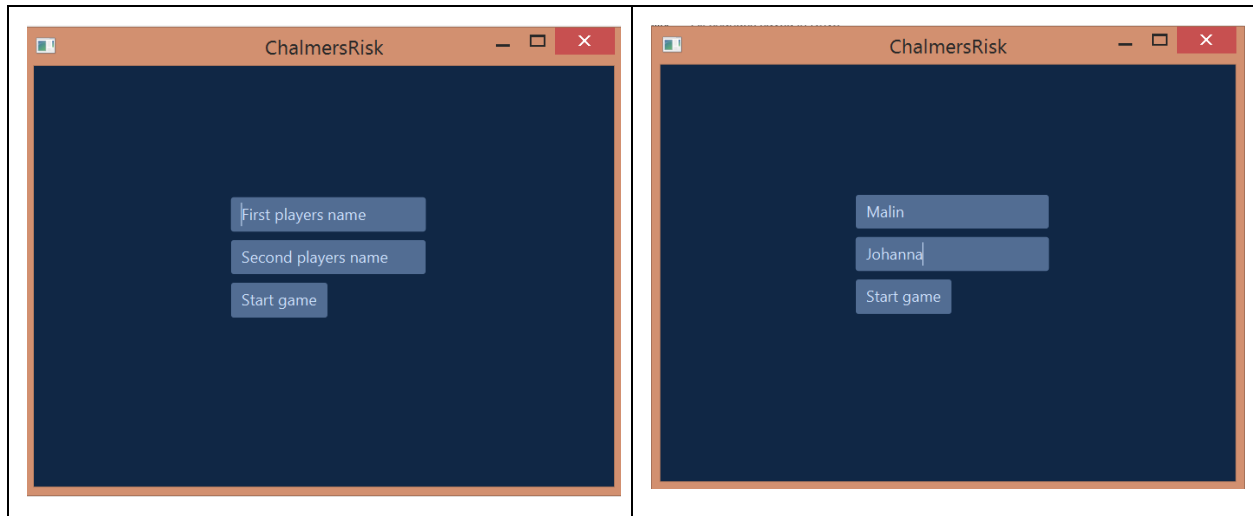 ChalmersRisk
First players name
Second players name
Start game
ChalmersRisk
Malin
Johanna
Start game